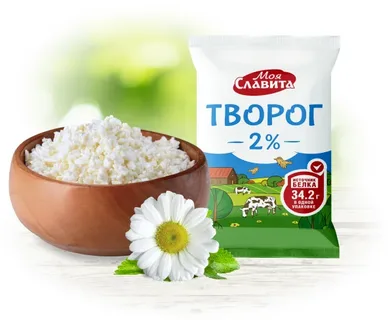 Моя
СЛАВИТА
ТВОРОГ
2%
ИСТОЧНИК
БЕЛКА
34.2 г
В ОДНОЙ
УПАКОВКЕ